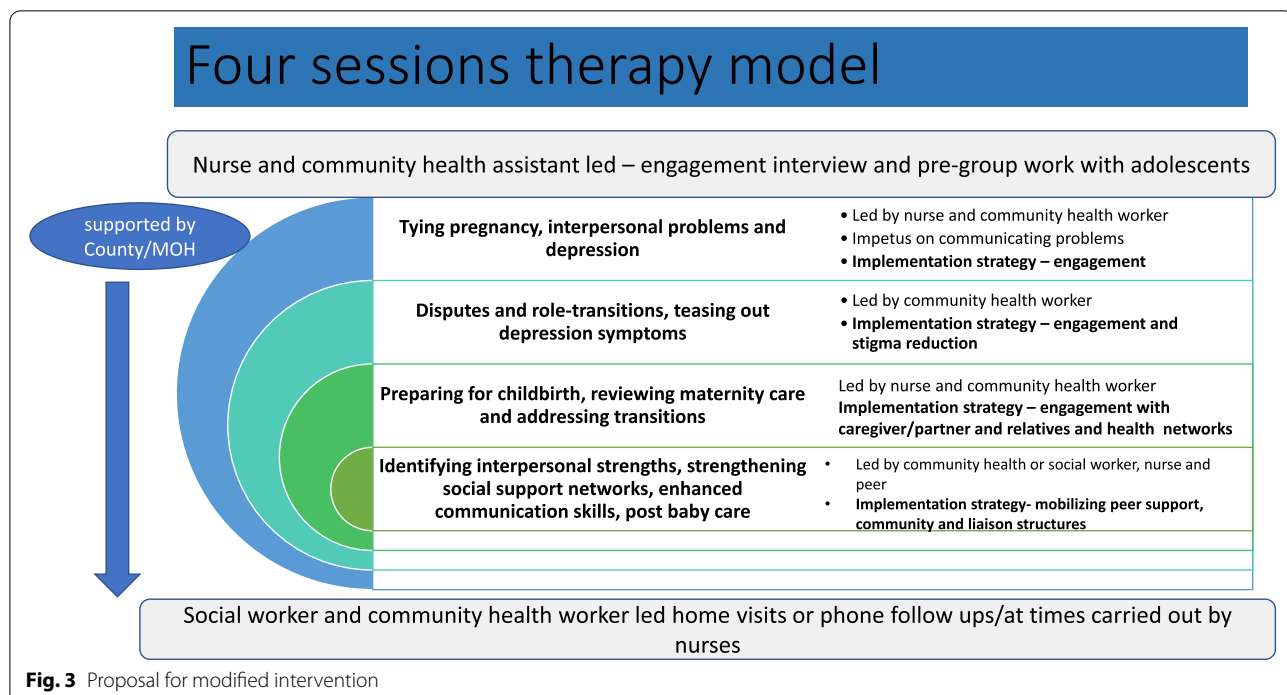 Four sessions therapy model
Nurse and community health assistant led – engagement interview and pre-group work with adolescents
supported by
County/MOH
Tying pregnancy, interpersonal problems and
depression
• Led by nurse and community health worker
• Impetus on communicating problems
• Implementation strategy – engagement
Disputes and role-transitions, teasing out
depression symptoms
• Led by community health worker
• Implementation strategy – engagement and
stigma reduction
Preparing for childbirth, reviewing maternity care
and addressing transitions
Led by nurse and community health worker
Implementation strategy – engagement with
caregiver/partner and relatives and health networks
Identifying interpersonal strengths, strengthening
social support networks, enhanced
communication skills, post baby care
• Led by community health or social worker, nurse and
peer
• Implementation strategy- mobilizing peer support,
community and liaison structures
Social worker and community health worker led home visits or phone follow ups/at times carried out by
nurses
Fig. 3 Proposal for modified intervention